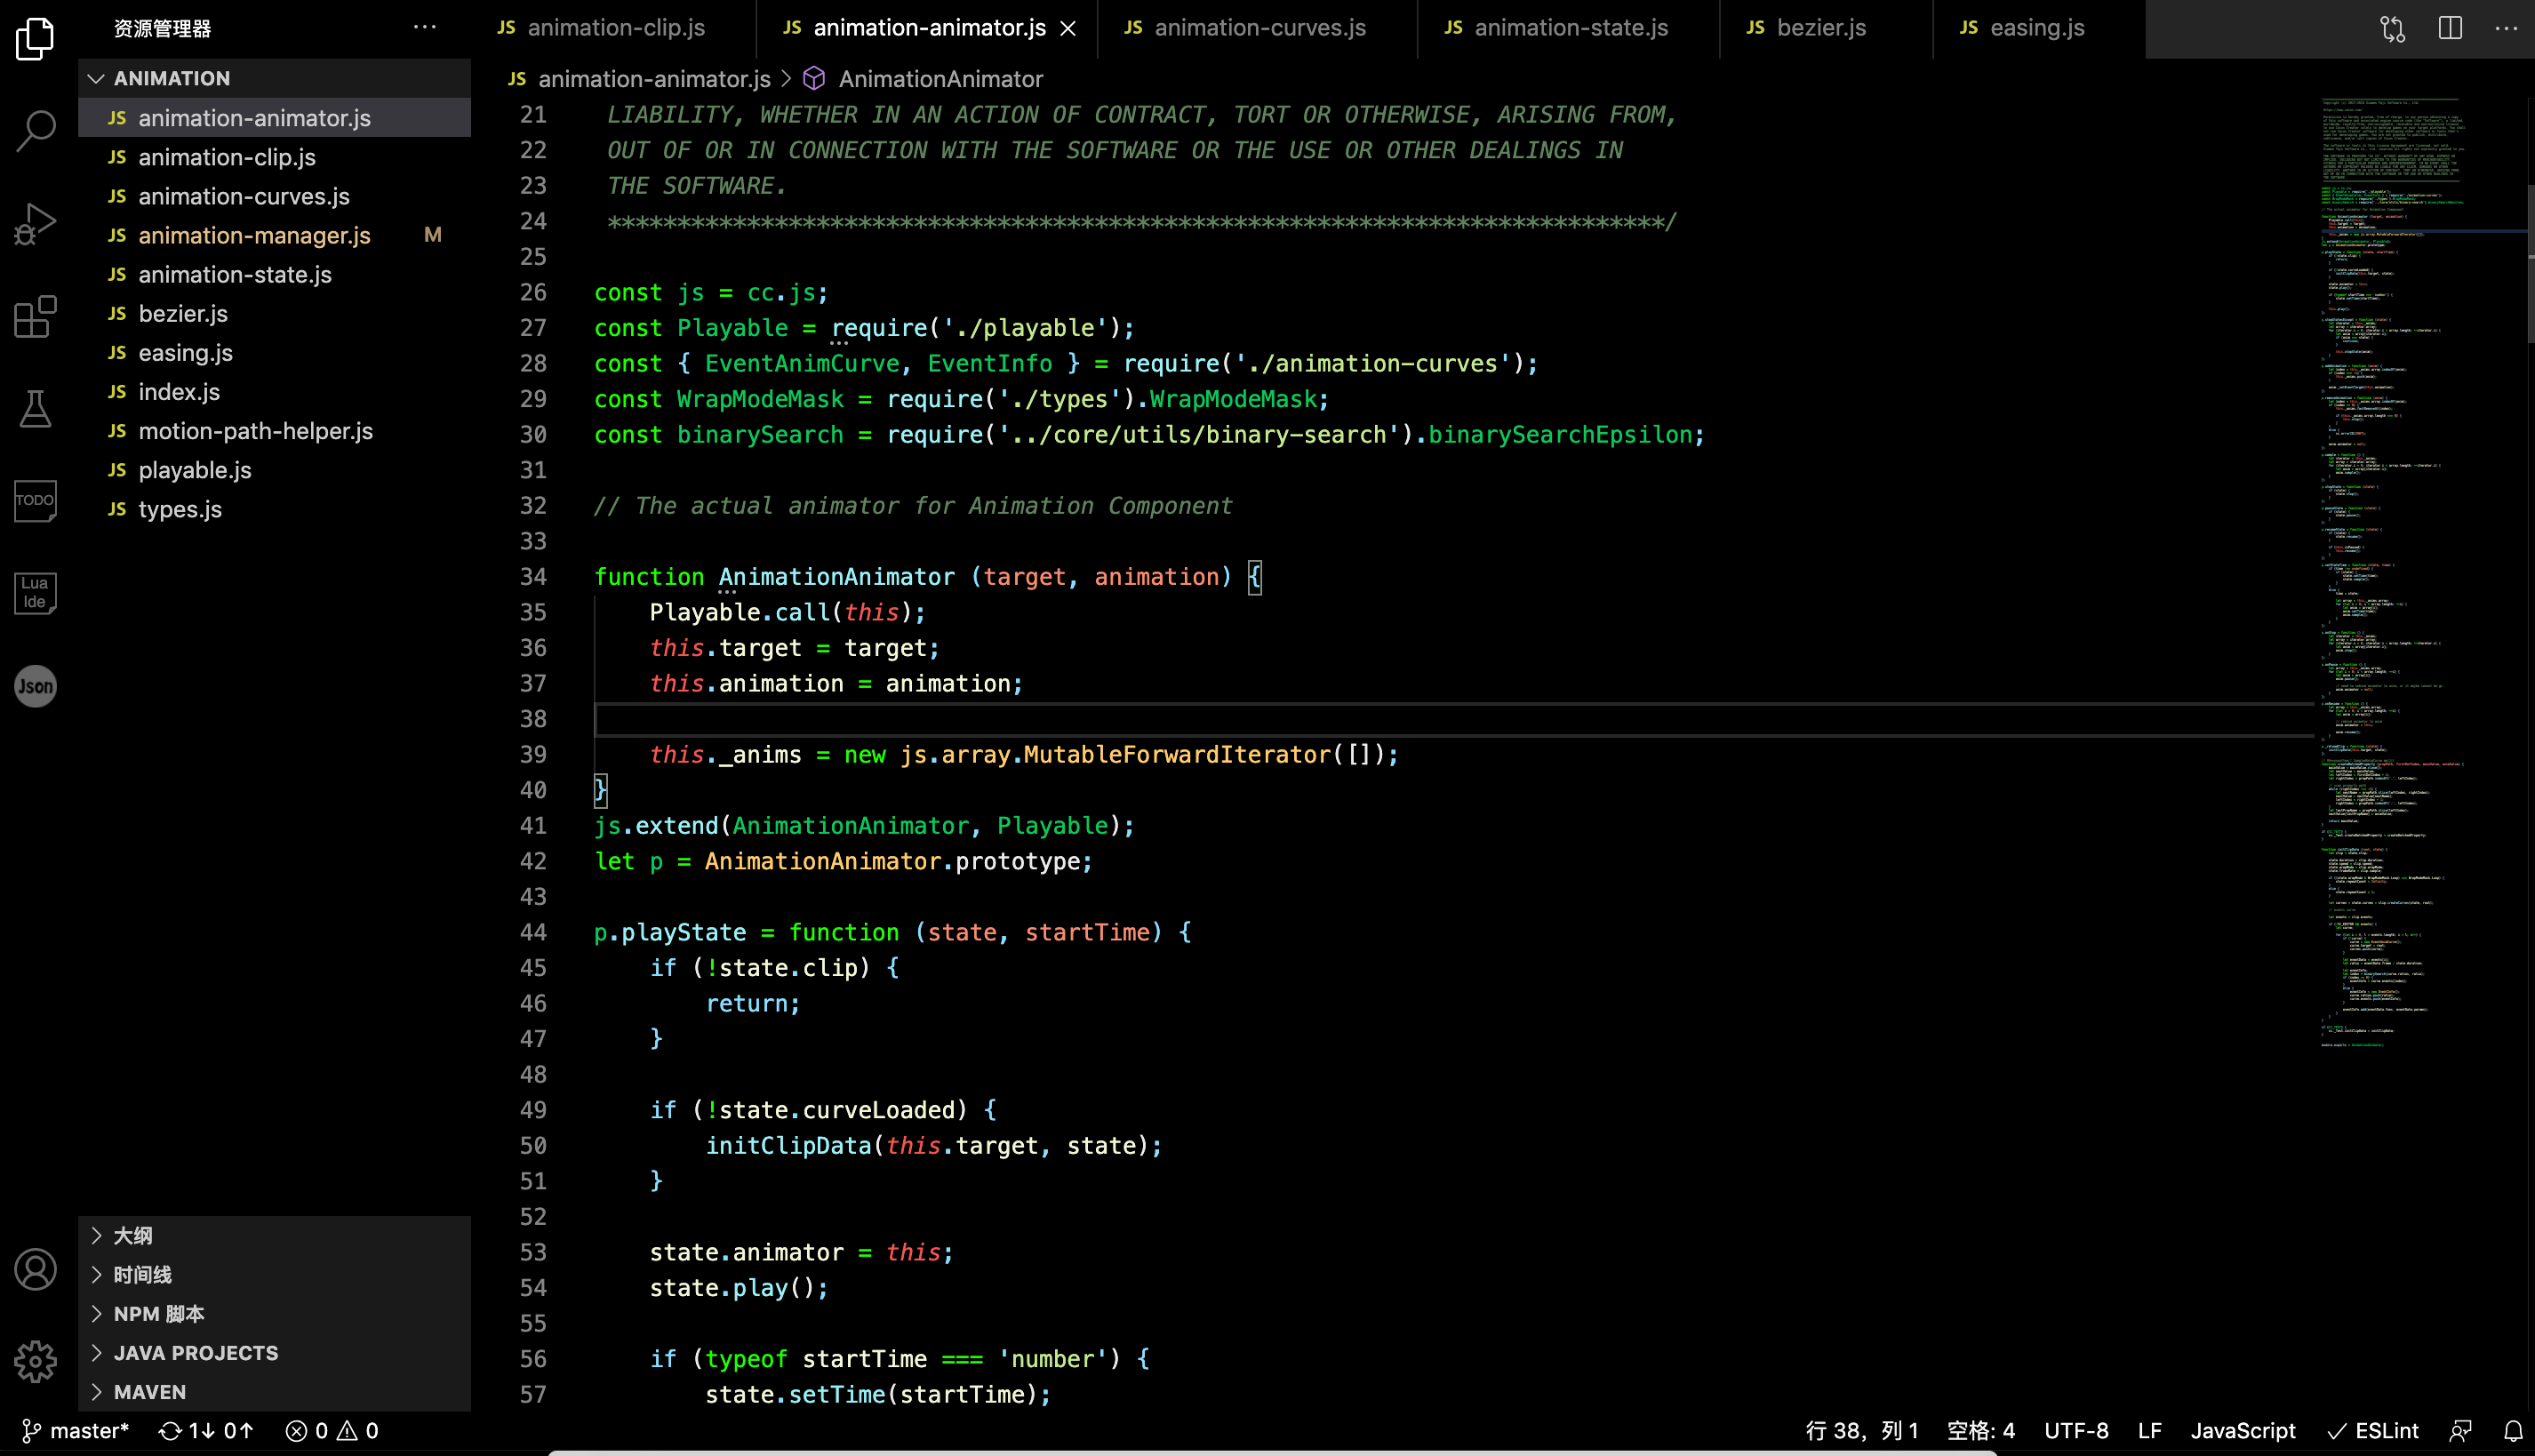 资源管理器
ANIMATION
JS animation-animator.js
JS animation-clip.js
JS animation-curves.js
JS animation-manager.js M
JS animation-state.js
JS bezier.js
JS easing.js
JS index.js
JS motion-path-helper.js
JS playable.js
JS types.js
TODO
Lua
Ide
Json
大纲
时间线
NPM 脚本
JAVA PROJECTS
MAVEN
JS animation-clip.js JS animation-animator.js JS animation-curves.js JS animation-state.js JS bezier.js JS easing.js
JS animation-animator.js > AnimationAnimator
21 LIABILITY, WHETHER IN AN ACTION OF CONTRACT, TORT OR OTHERWISE, ARISING FROM,
22 OUT OF OR IN CONNECTION WITH THE SOFTWARE OR THE USE OR OTHER DEALINGS IN
23 THE SOFTWARE.
24 ****************************************************************************/
25
26 const js = cc.js;
27 const Playable = require('./playable');
28 const { EventAnimCurve, EventInfo } = require('./animation-curves');
29 const WrapModeMask = require('./types').WrapModeMask;
30 const binarySearch = require('../core/utils/binary-search').binarySearchEpsilon;
31
32 // The actual animator for Animation Component
33
34 function AnimationAnimator (target, animation) {
35     Playable.call(this);
36     this.target = target;
37     this.animation = animation;
38
39     this._anims = new js.array.MutableForwardIterator([]);
40 }
41 js.extend(AnimationAnimator, Playable);
42 let p = AnimationAnimator.prototype;
43
44 p.playState = function (state, startTime) {
45     if (!state.clip) {
46         return;
47     }
48
49     if (!state.curveLoaded) {
50         initClipData(this.target, state);
51     }
52
53     state.animator = this;
54     state.play();
55
56     if (typeof startTime === 'number') {
57         state.setTime(startTime);
master* 1↓ 0↑ 0 0 行 38，列 1 空格: 4 UTF-8 LF JavaScript ESLint